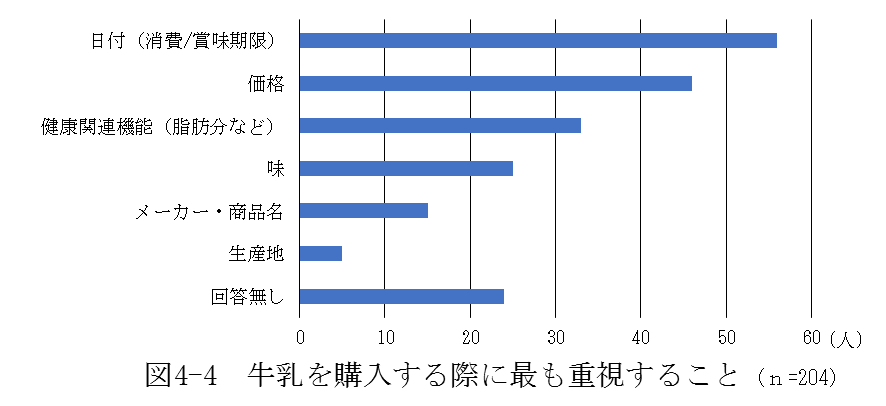 日付（消費/賞味期限）
価格
健康関連機能（脂肪分など）
味
メーカー・商品名
生産地
回答無し
0 10 20 30 40 50 60 (人)
図4-4　牛乳を購入する際に最も重視すること（n=204)